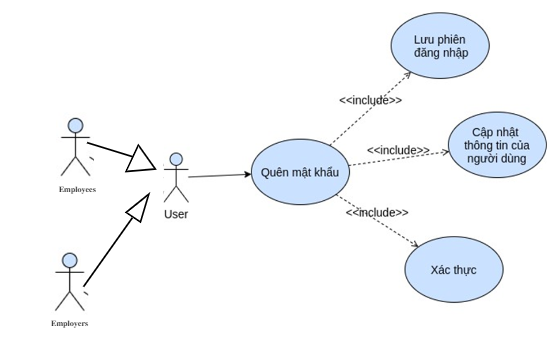 Lưu phiên
đăng nhập
<<include>>
Employees
<<include>>
Cập nhật
thông tin của
người dùng
Quên mật khẩu
User
<<include>>
Xác thực
Employers